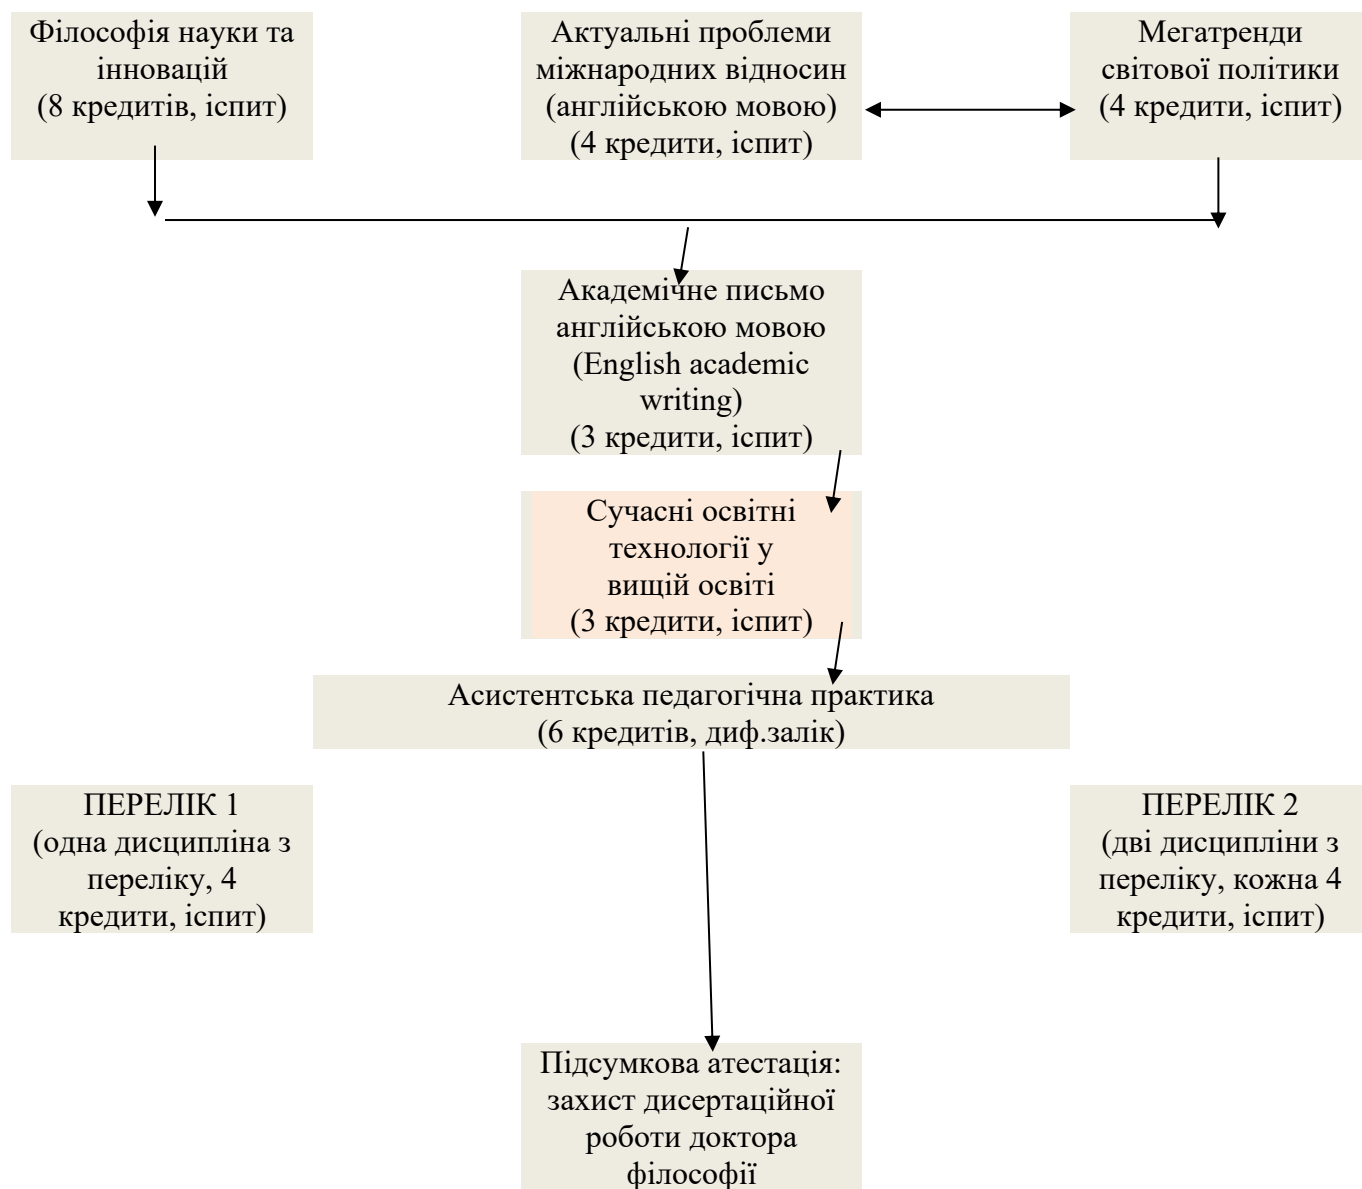 Філософія науки та
інновацій
(8 кредитів, іспит)
Актуальні проблеми
міжнародних відносин
(англійською мовою)
(4 кредити, іспит)
Мегатренди
світової політики
(4 кредити, іспит)
Академічне письмо
англійською мовою
(English academic
writing)
(3 кредити, іспит)
Сучасні освітні
технології у
вищій освіті
(3 кредити, іспит)
Асистентська педагогічна практика
(6 кредитів, диф.залік)
ПЕРЕЛІК 1
(одна дисципліна з
переліку, 4
кредити, іспит)
ПЕРЕЛІК 2
(дві дисципліни з
переліку, кожна 4
кредити, іспит)
Підсумкова атестація:
захист дисертаційної
роботи доктора
філософії